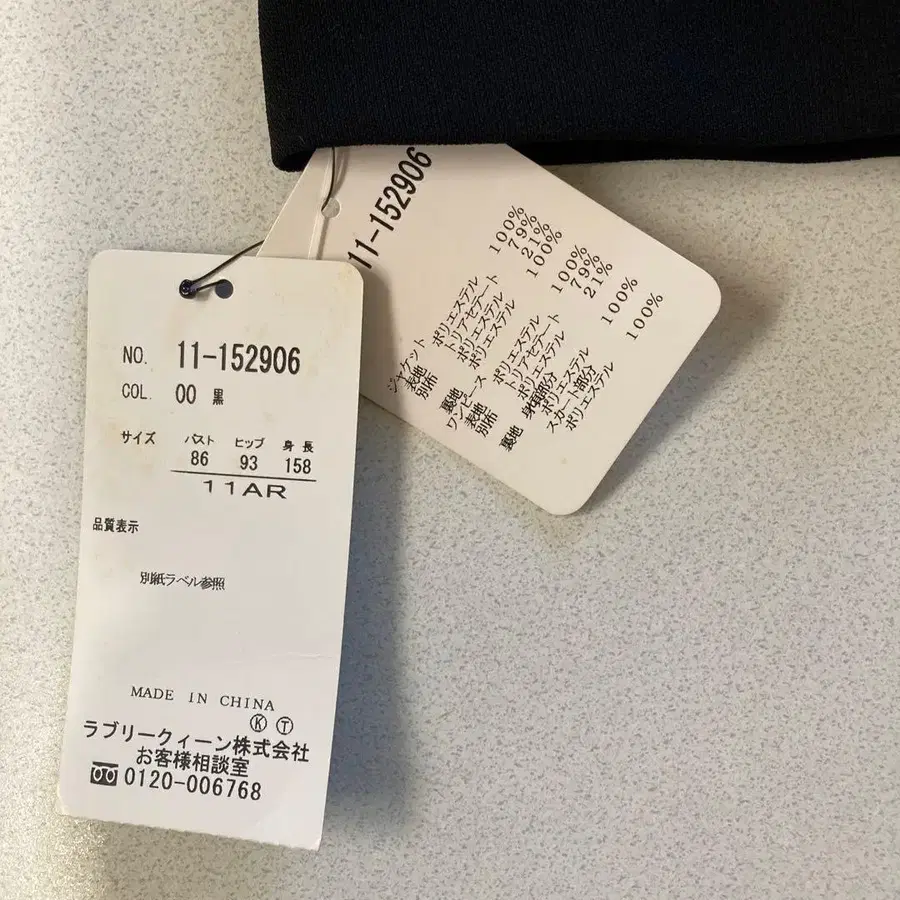 NO. 11-152906
COL. 00 黒
サイズ バスト ヒップ 身長
86 93 158
11AR
品質表示
別紙ラベル参照
MADE IN CHINA
Ⓚ Ⓣ
ラブリークィーン株式会社
お客様相談室
0120-006768
11-152906
ジャケット
表地 ポリエステル 100%
別布 トリアセテート 79%
ポリエステル 21%
裏地 ポリエステル 100%
ワンピース
表地 ポリエステル 100%
別布 トリアセテート 79%
ポリエステル 21%
裏地 身頃部分
ポリエステル 100%
スカート部分
ポリエステル 100%